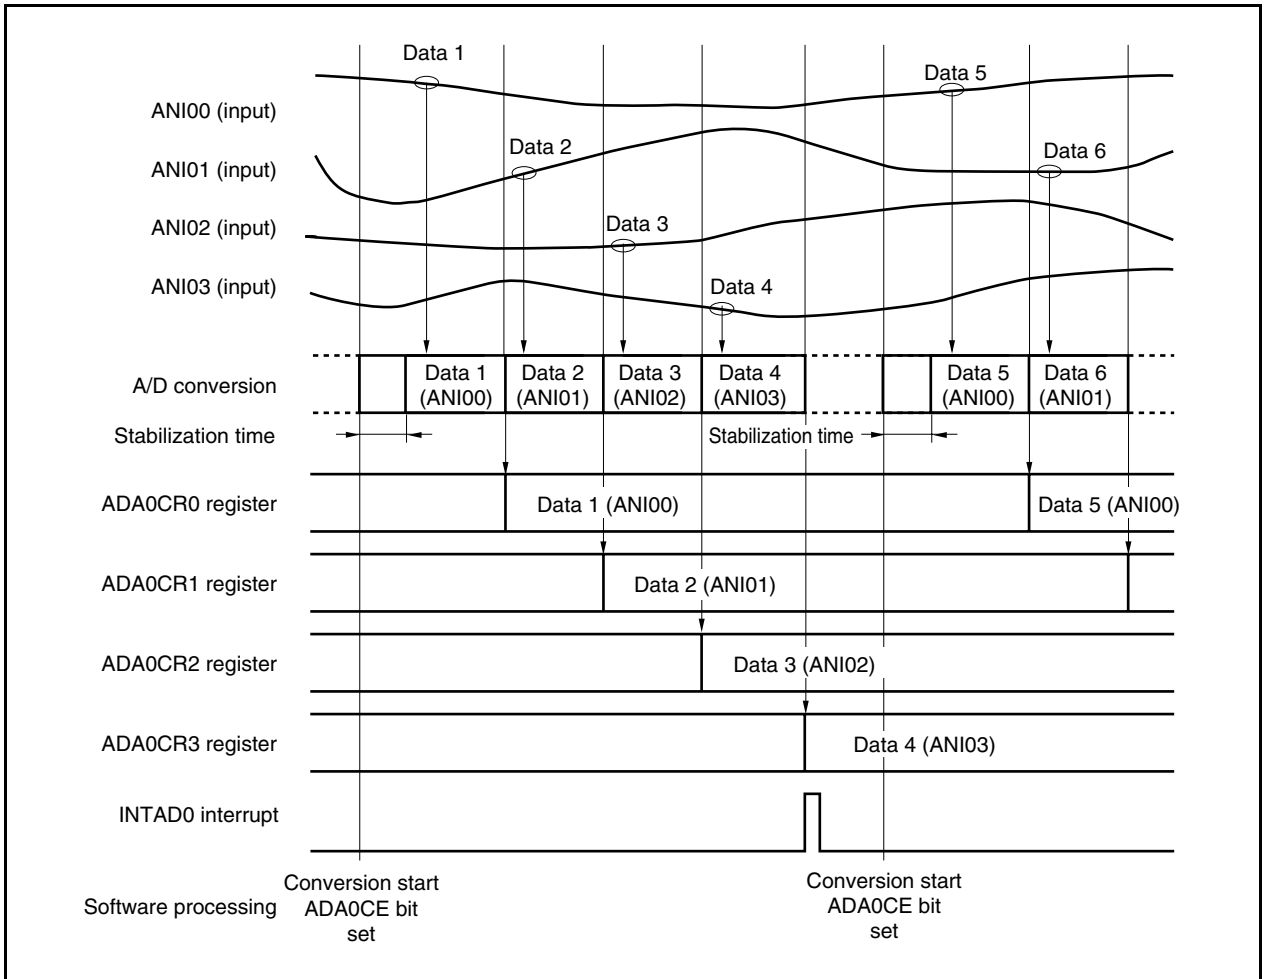 Data 1
Data 5
ANI00 (input)
Data 2
Data 6
ANI01 (input)
ANI02 (input)
Data 3
ANI03 (input)
Data 4
A/D conversion
Data 1
(ANI00)
Data 2
(ANI01)
Data 3
(ANI02)
Data 4
(ANI03)
Data 5
(ANI00)
Data 6
(ANI01)
Stabilization time
Stabilization time
ADA0CR0 register
Data 1 (ANI00)
Data 5 (ANI00)
ADA0CR1 register
Data 2 (ANI01)
ADA0CR2 register
Data 3 (ANI02)
ADA0CR3 register
Data 4 (ANI03)
INTAD0 interrupt
Software processing
Conversion start
ADA0CE bit
set
Conversion start
ADA0CE bit
set